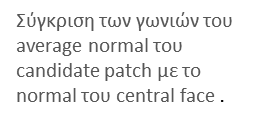 Σύγκριση των γωνιών του
average normal του
candidate patch με το
normal του central face .